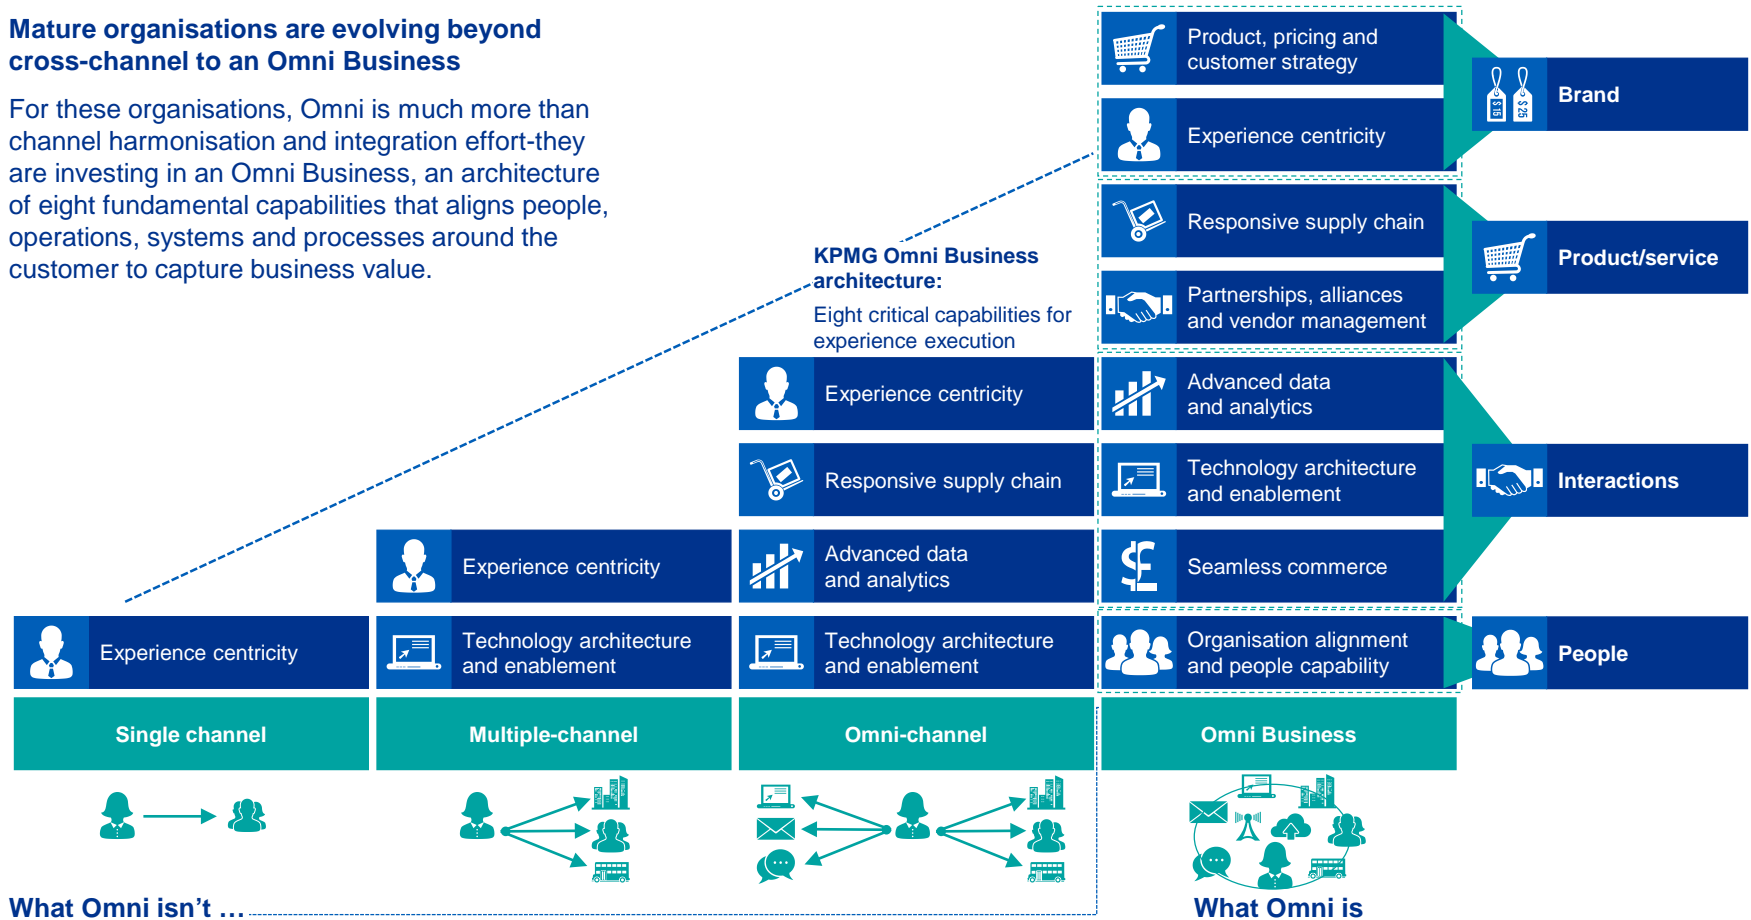 Mature organisations are evolving beyond
cross-channel to an Omni Business
For these organisations, Omni is much more than
channel harmonisation and integration effort-they
are investing in an Omni Business, an architecture
of eight fundamental capabilities that aligns people,
operations, systems and processes around the
customer to capture business value.
KPMG Omni Business
architecture:
Eight critical capabilities for
experience execution
Product, pricing and
customer strategy
Experience centricity
Responsive supply chain
Partnerships, alliances
and vendor management
Advanced data
and analytics
Technology architecture
and enablement
Seamless commerce
Organisation alignment
and people capability
$ 15
$ 25
Brand
Product/service
Interactions
People
Experience centricity
Responsive supply chain
Advanced data
and analytics
Technology architecture
and enablement
Experience centricity
Technology architecture
and enablement
Experience centricity
Single channel
Multiple-channel
Omni-channel
Omni Business
What Omni isn’t …
What Omni is